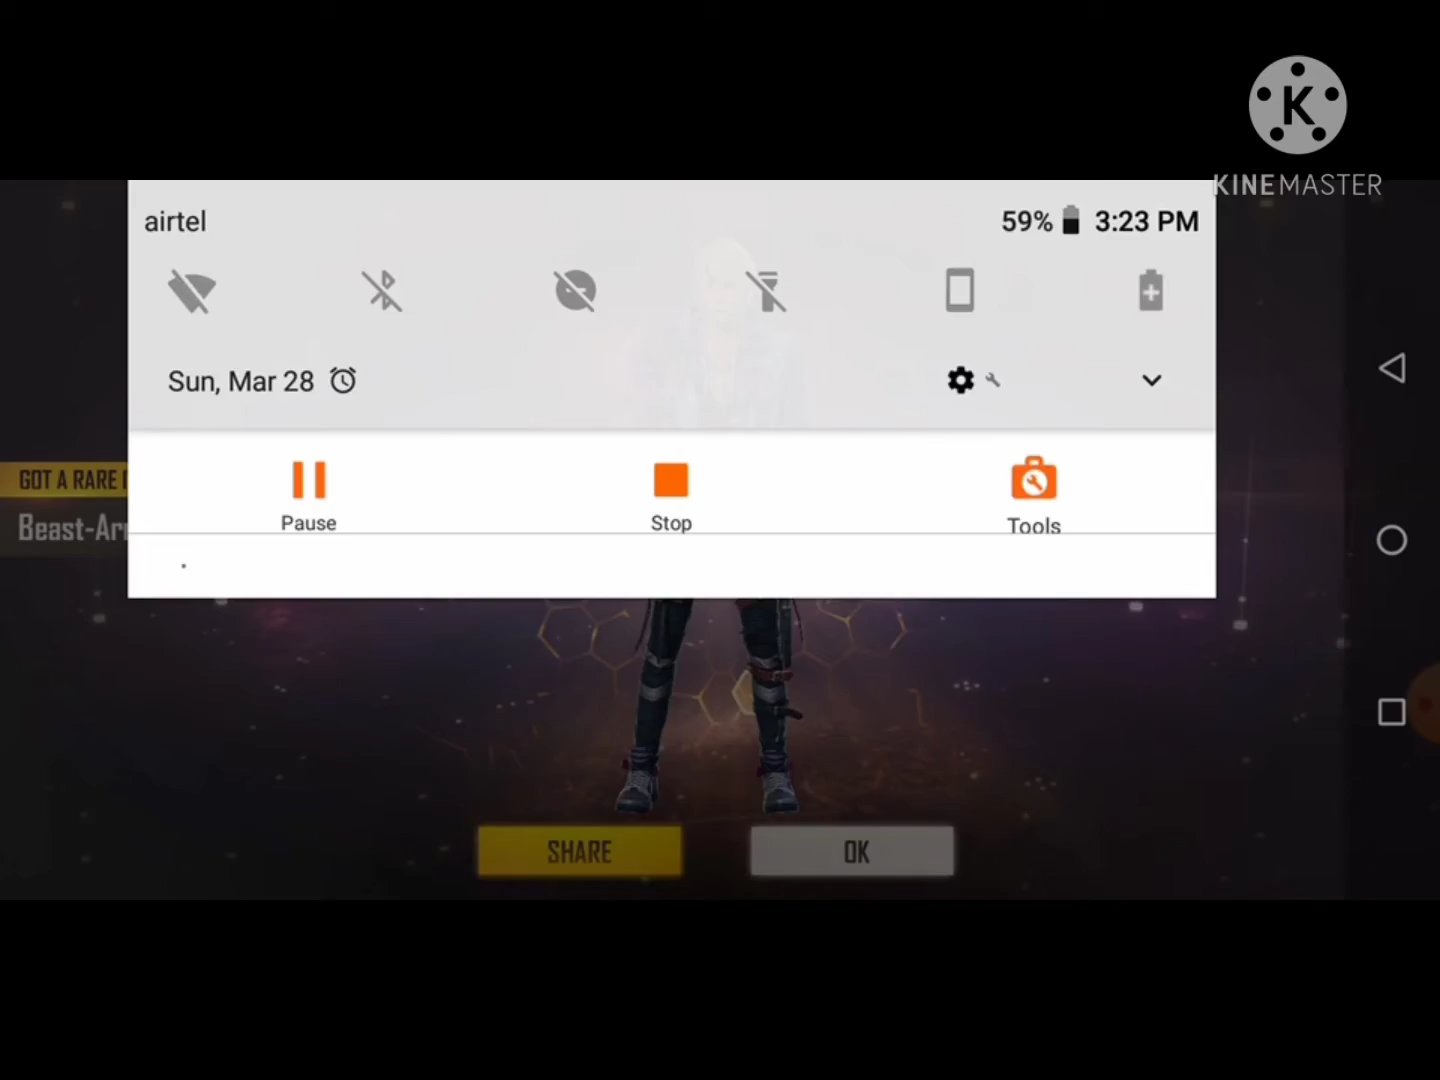 K
KINEMASTER
airtel
59% 3:23 PM
Sun, Mar 28
Pause
Stop
Tools
GOT A RARE
SHARE
OK